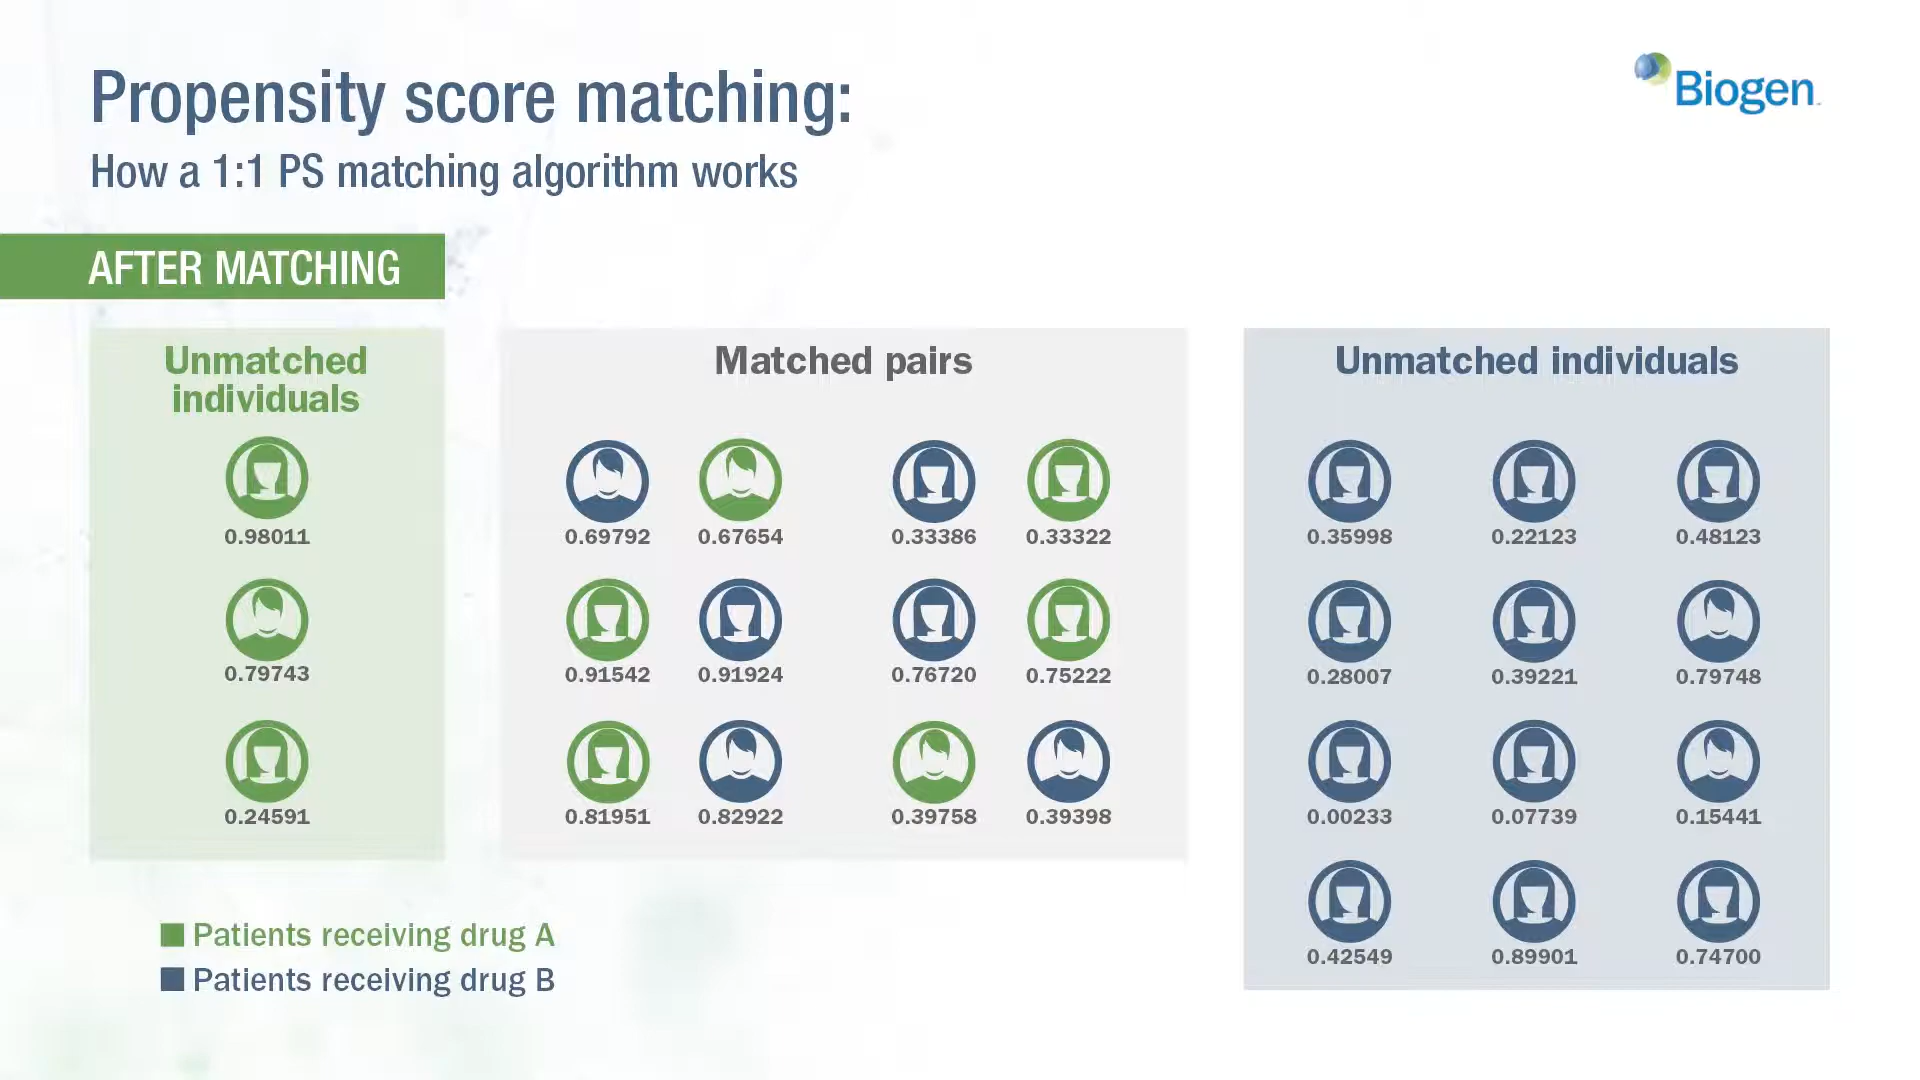 Propensity score matching:
How a 1:1 PS matching algorithm works
Biogen
AFTER MATCHING
Unmatched
individuals
0.98011
0.79743
0.24591
Matched pairs
0.69792 0.67654 0.33386 0.33322
0.91542 0.91924 0.76720 0.75222
0.81951 0.82922 0.39758 0.39398
Unmatched individuals
0.35998 0.22123 0.48123
0.28007 0.39221 0.79748
0.00233 0.07739 0.15441
0.42549 0.89901 0.74700
Patients receiving drug A
Patients receiving drug B